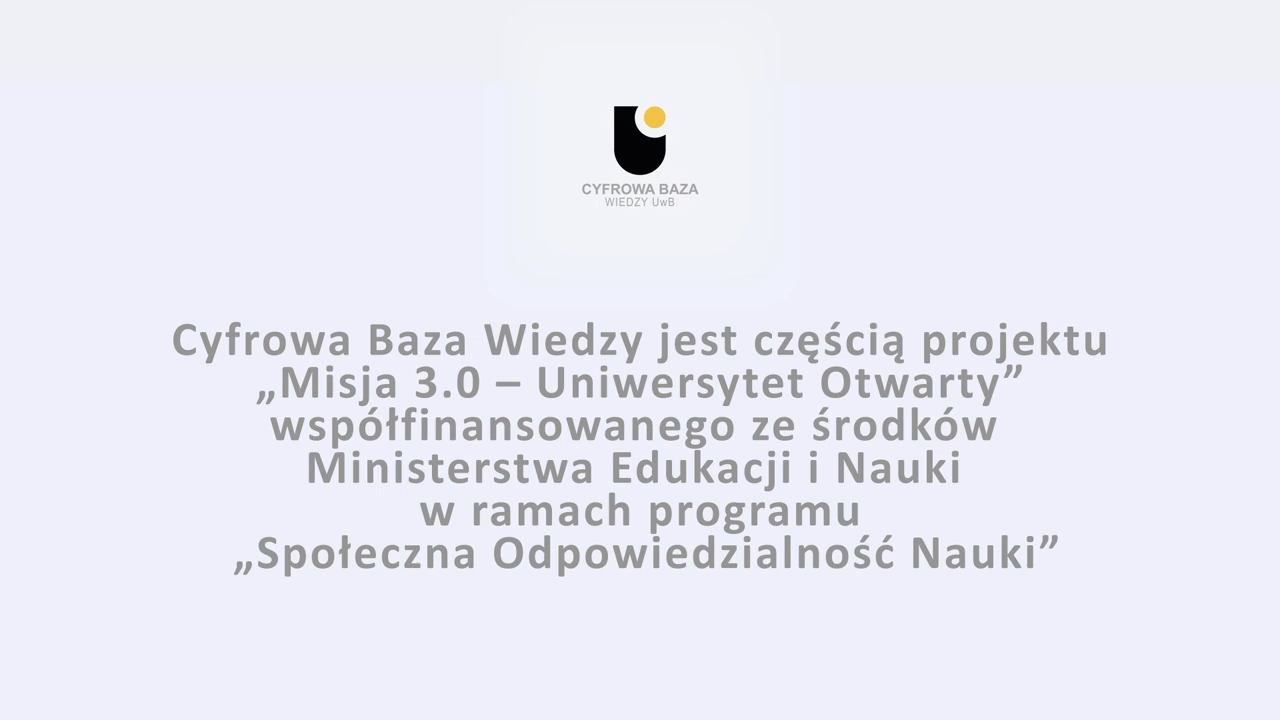 CYFROWA BAZA
WIEDZY UwB
Cyfrowa Baza Wiedzy jest częścią projektu
„Misja 3.0 – Uniwersytet Otwarty”
współfinansowanego ze środków
Ministerstwa Edukacji i Nauki
w ramach programu
„Społeczna Odpowiedzialność Nauki”